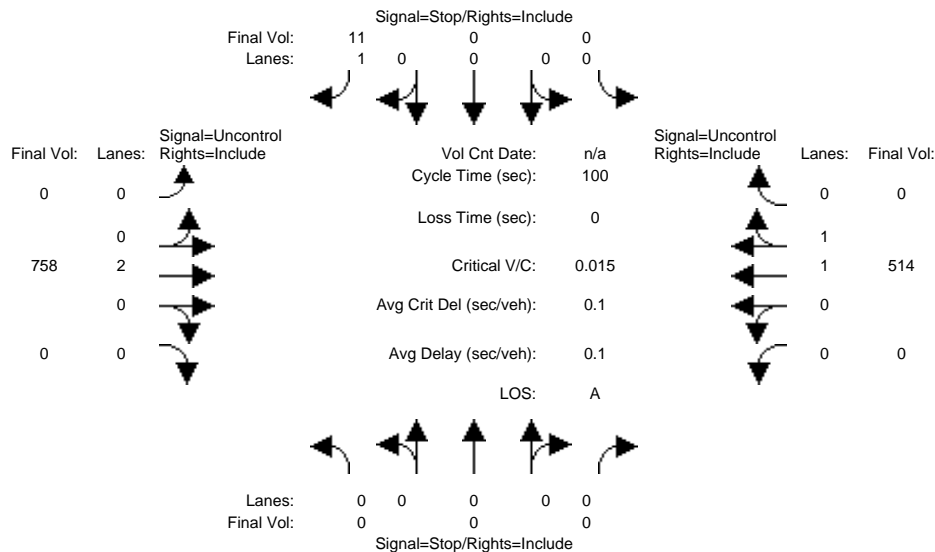 Signal=Stop/Rights=Include
Final Vol: 11 0 0
Lanes: 1 0 0 0 0
Signal=Uncontrol
Final Vol: Lanes: Rights=Include
Vol Cnt Date: n/a
Signal=Uncontrol
Rights=Include Lanes: Final Vol:
Cycle Time (sec): 100
0 0 0 0
Loss Time (sec): 0
0 1
758 2 Critical V/C: 0.015 1 514
0 Avg Crit Del (sec/veh): 0.1 0
0 0 Avg Delay (sec/veh): 0.1 0 0
LOS: A
Lanes: 0 0 0 0 0
Final Vol: 0 0 0
Signal=Stop/Rights=Include